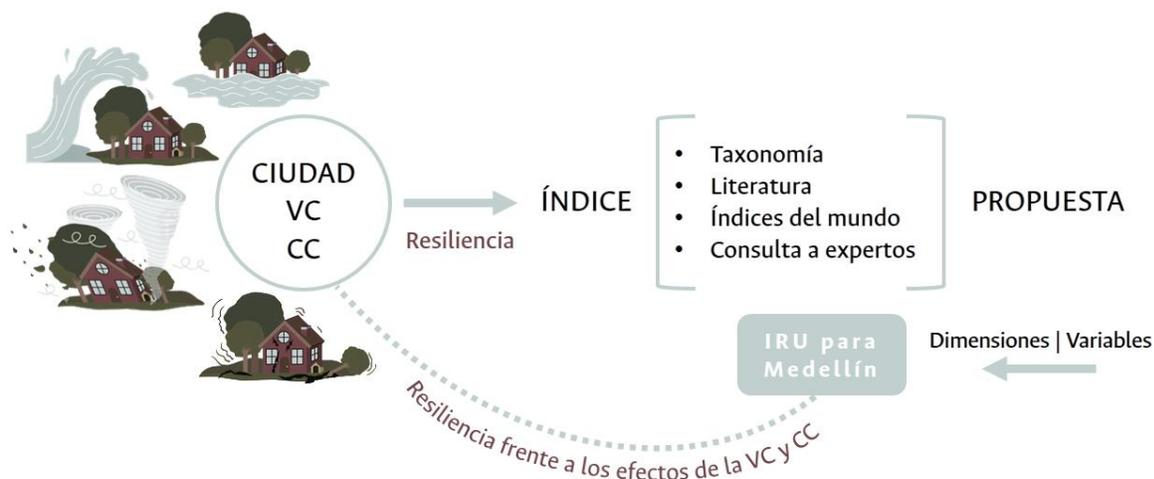 CIUDAD
VC
CC
Resiliencia
ÍNDICE
• Taxonomía
• Literatura
• Índices del mundo
• Consulta a expertos
PROPUESTA
IRU para
Medellín
Dimensiones | Variables
Resiliencia frente a los efectos de la VC y CC